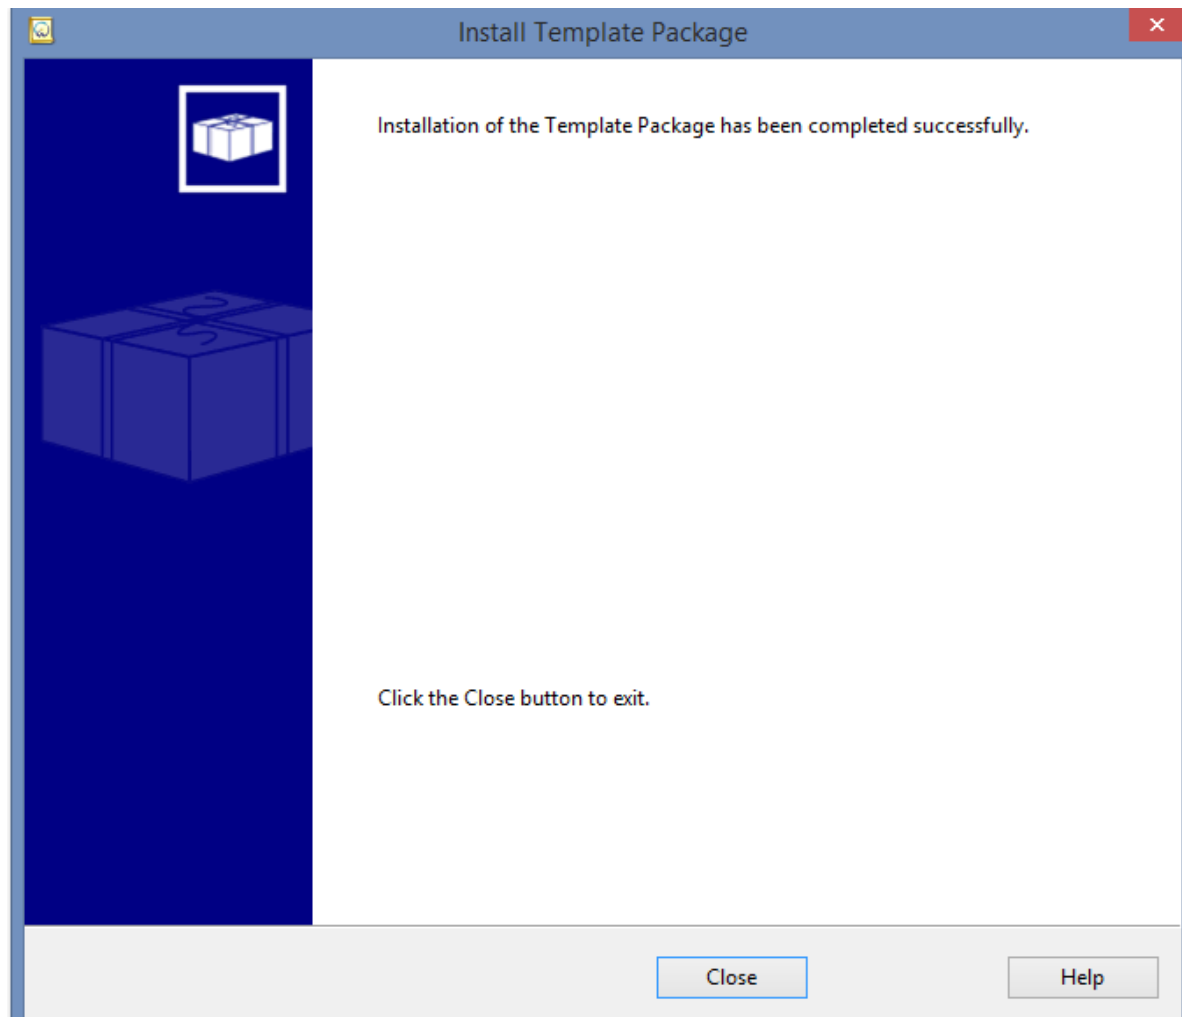 Install Template Package
Installation of the Template Package has been completed successfully.
Click the Close button to exit.
Close
Help